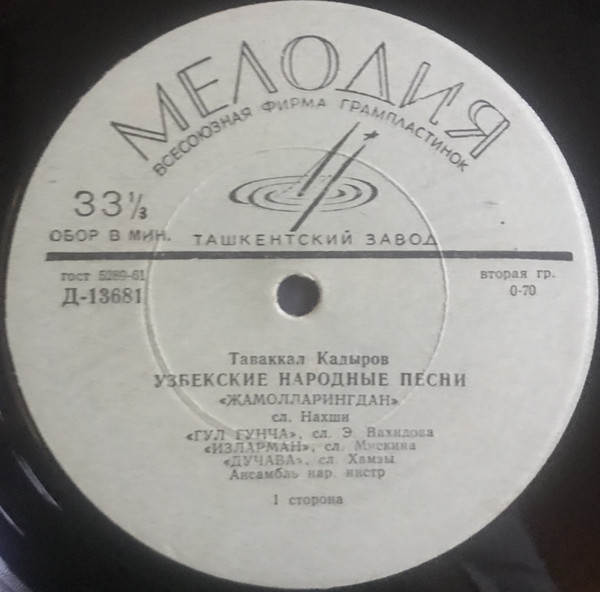 МЕЛОДИЯ
ВСЕСОЮЗНАЯ ФИРМА ГРАМПЛАСТИНОК
33⅓
ОБОР В МИН.
ТАШКЕНТСКИЙ ЗАВОД
гост 5289-61
Д-13681
вторая гр.
0-70
Таваккал Кадыров
УЗБЕКСКИЕ НАРОДНЫЕ ПЕСНИ
«ЖАМОЛЛАРИНГДАН»
сл. Нахши
«ГУЛ ГУНЧА», сл. Э. Вахидова
«ИЗЛАРМАН», сл. Мискина
«ДУЧАВА», сл. Хамзы
Ансамбль нар. инстр
1 сторона